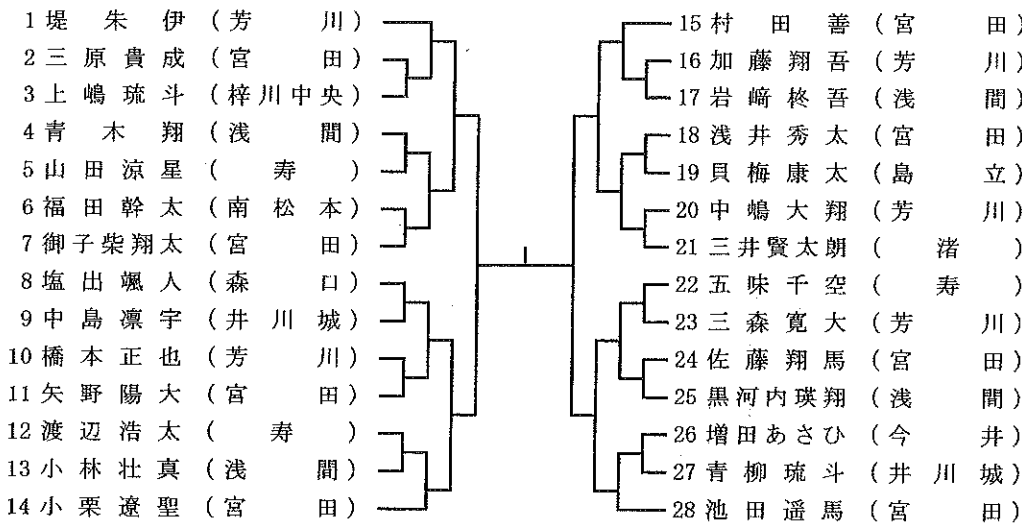 1 堤朱伊 (芳川)
2 三原貴成 (宮田)
3 上嶋琉斗 (梓川中央)
4 青木翔 (浅間)
5 山田涼星 (寿)
6 福田幹太 (南松本)
7 御子柴翔太 (宮田)
8 塩出颯人 (森口)
9 中島凛宇 (井川城)
10 橋本正也 (芳川)
11 矢野陽大 (宮田)
12 渡辺浩太 (寿)
13 小林壮真 (浅間)
14 小栗遼聖 (宮田)
15 村田善 (宮田)
16 加藤翔吾 (芳川)
17 岩﨑柊吾 (浅間)
18 浅井秀太 (宮田)
19 貝梅康太 (島立)
20 中嶋大翔 (芳川)
21 三井賢太朗 (渚)
22 五味千空 (寿)
23 三森寛大 (芳川)
24 佐藤翔馬 (宮田)
25 黒河内瑛翔 (浅間)
26 増田あさひ (今井)
27 青柳琉斗 (井川城)
28 池田遥馬 (宮田)